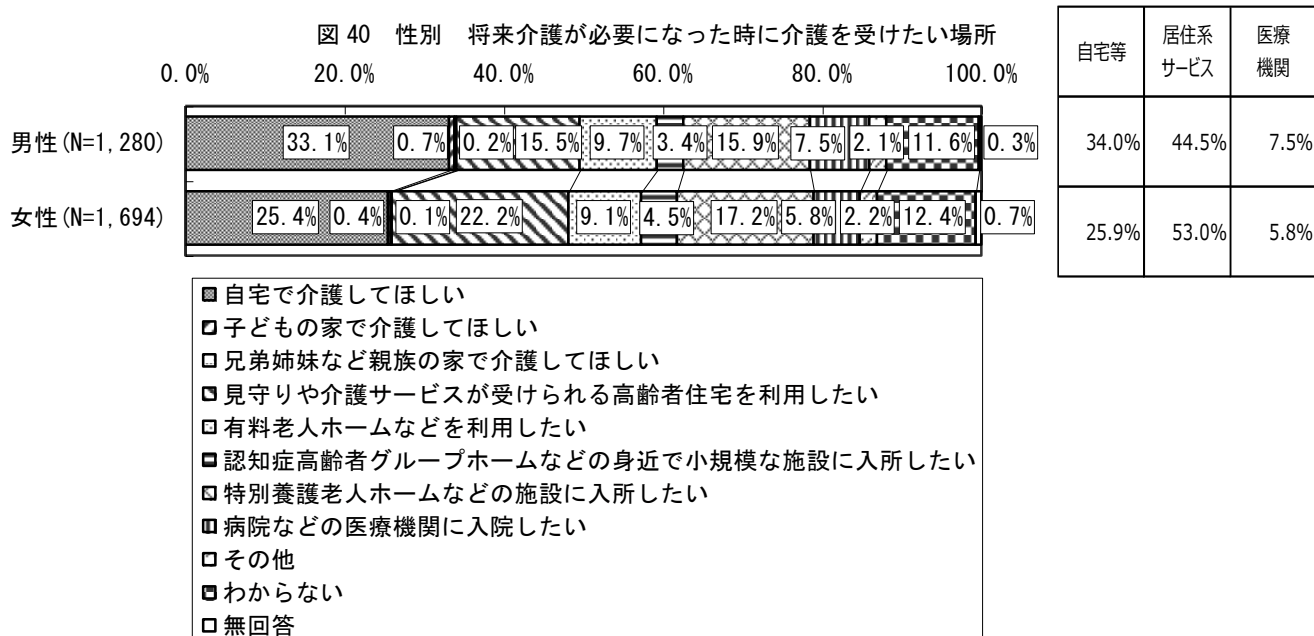 図 40　性別　将来介護が必要になった時に介護を受けたい場所
0.0% 20.0% 40.0% 60.0% 80.0% 100.0%
自宅等 居住系サービス 医療機関
男性(N=1,280) 33.1% 0.7% 0.2% 15.5% 9.7% 3.4% 15.9% 7.5% 2.1% 11.6% 0.3% 34.0% 44.5% 7.5%
女性(N=1,694) 25.4% 0.4% 0.1% 22.2% 9.1% 4.5% 17.2% 5.8% 2.2% 12.4% 0.7% 25.9% 53.0% 5.8%
自宅で介護してほしい
子どもの家で介護してほしい
兄弟姉妹など親族の家で介護してほしい
見守りや介護サービスが受けられる高齢者住宅を利用したい
有料老人ホームなどを利用したい
認知症高齢者グループホームなどの身近で小規模な施設に入所したい
特別養護老人ホームなどの施設に入所したい
病院などの医療機関に入院したい
その他
わからない
無回答